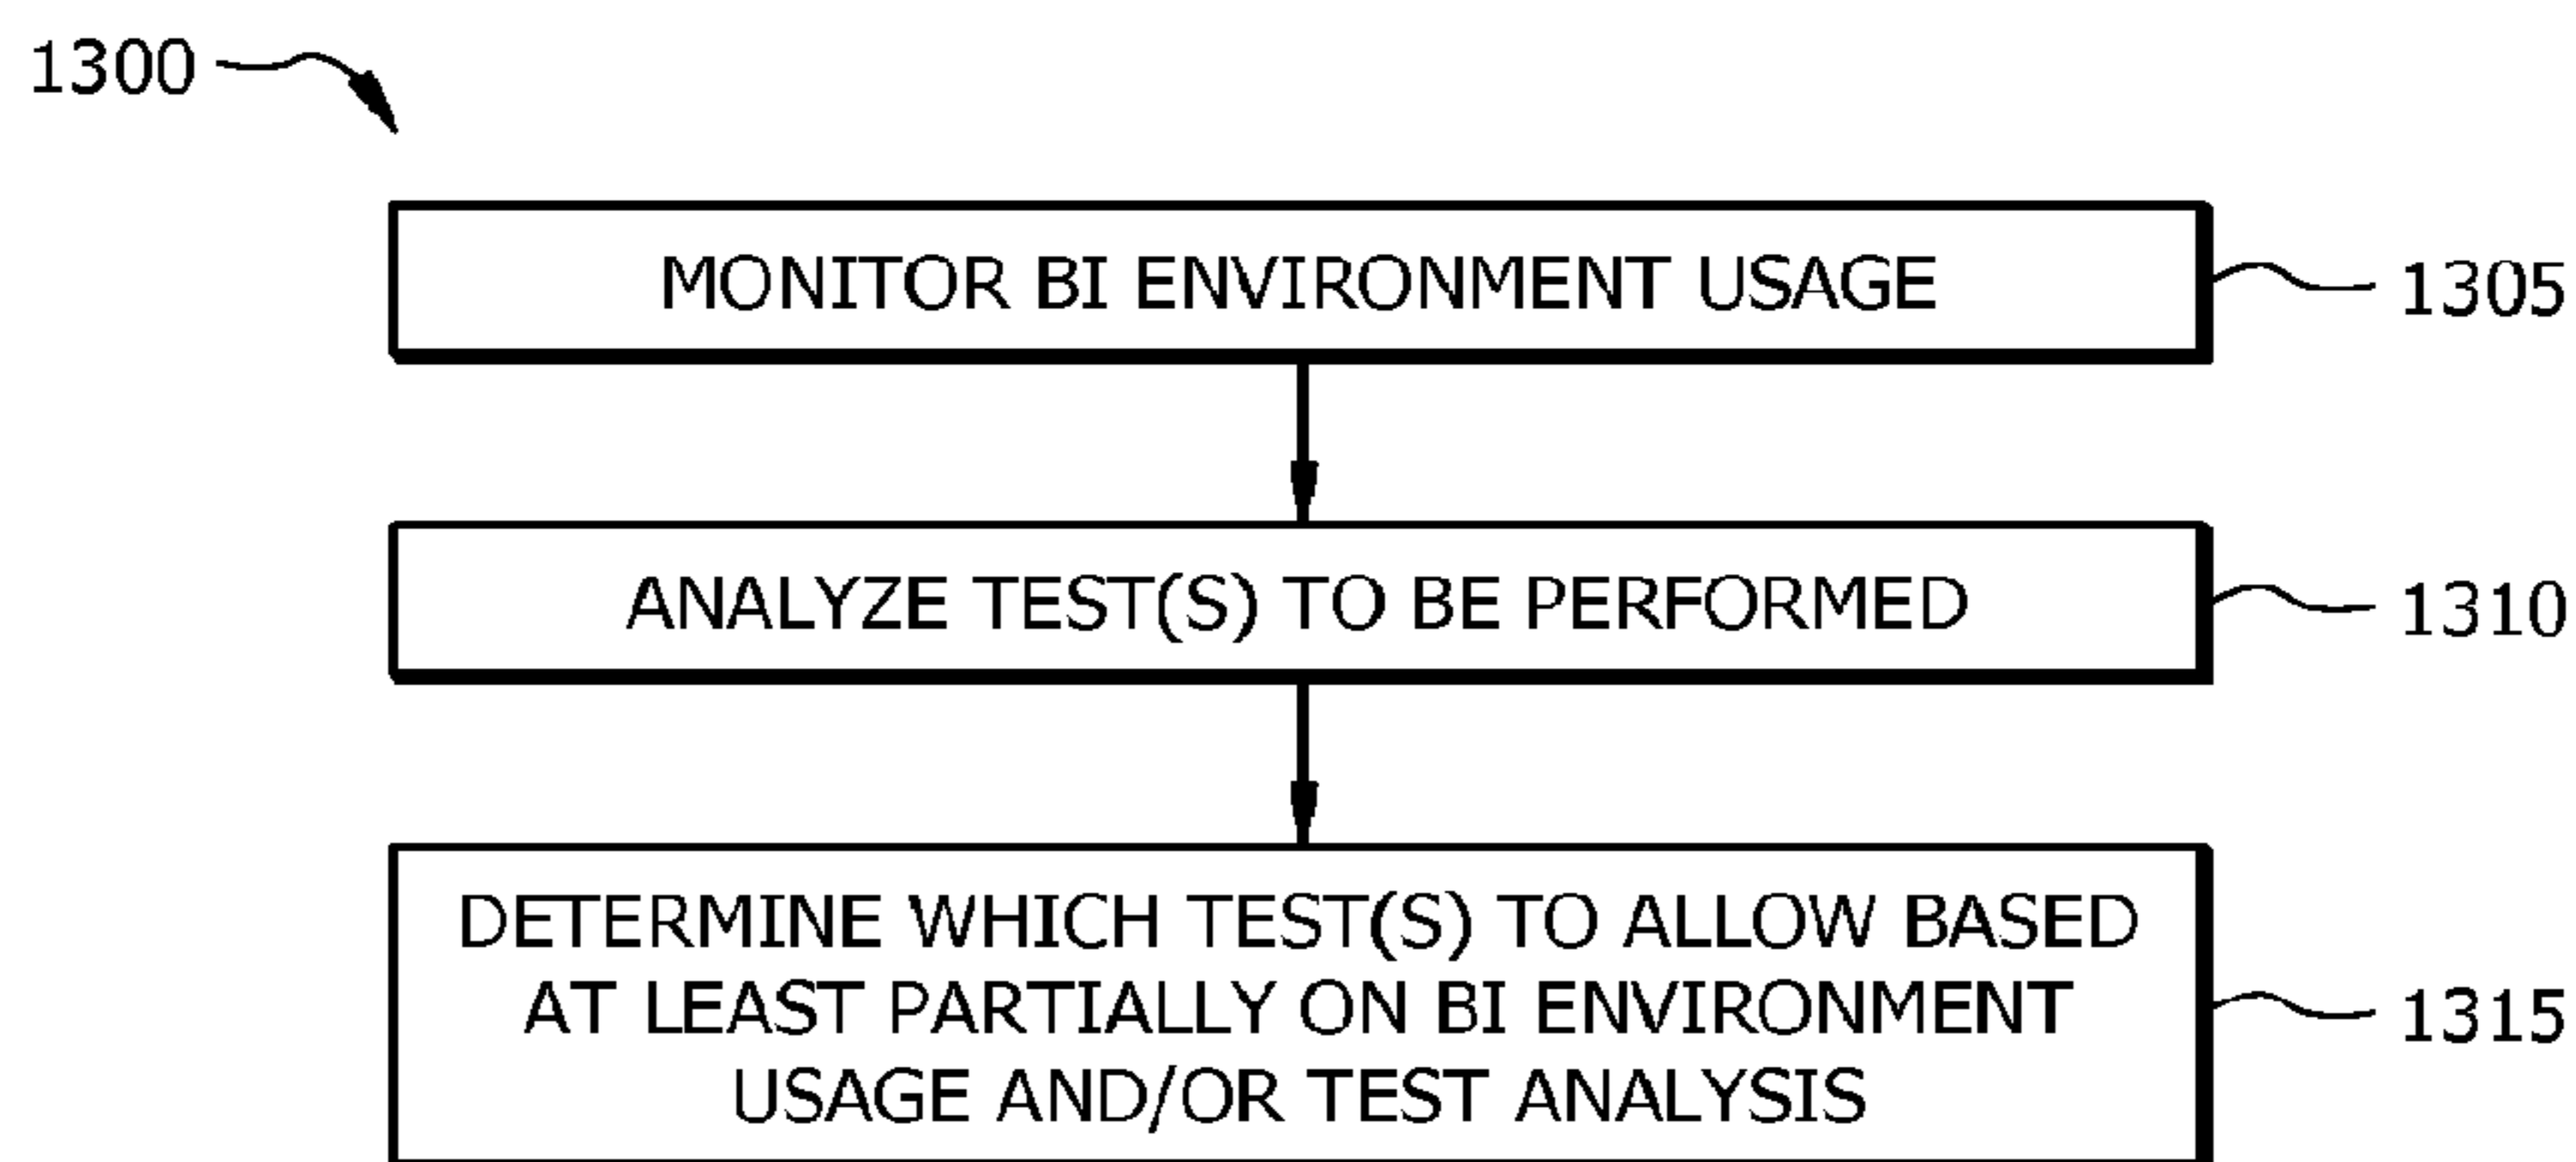 1300
MONITOR BI ENVIRONMENT USAGE
1305
ANALYZE TEST(S) TO BE PERFORMED
1310
DETERMINE WHICH TEST(S) TO ALLOW BASED
AT LEAST PARTIALLY ON BI ENVIRONMENT
USAGE AND/OR TEST ANALYSIS
1315